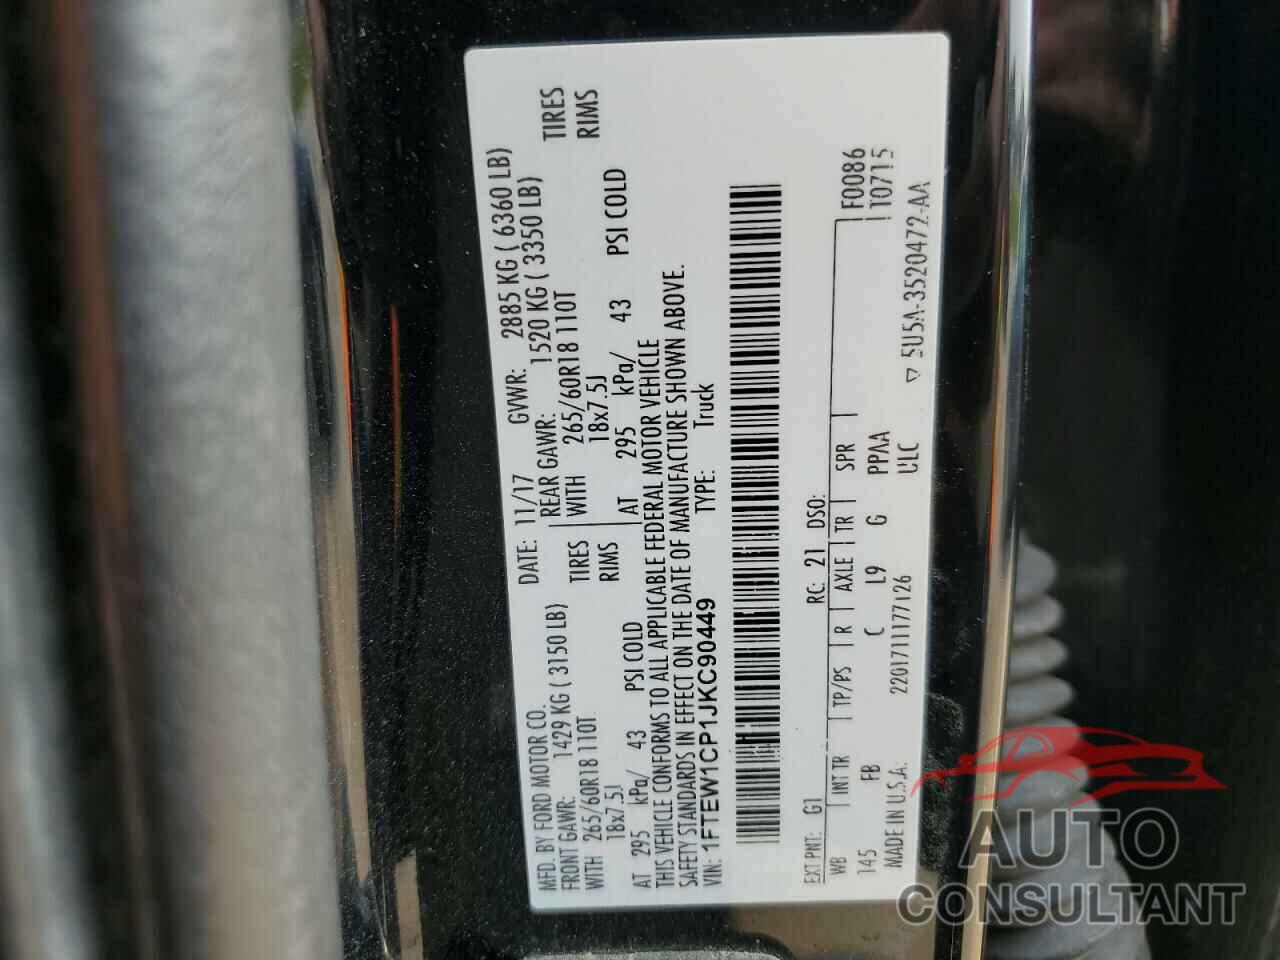 MFD. BY FORD MOTOR CO.
DATE: 11/17 GVWR: 2885 KG ( 6360 LB)
FRONT GAWR: 1429 KG ( 3150 LB) REAR GAWR: 1520 KG ( 3350 LB)
WITH 265/60R18 110T TIRES WITH 265/60R18 110T TIRES
18x7.5J RIMS 18x7.5J RIMS
AT 295 kPa/ 43 PSI COLD AT 295 kPa/ 43 PSI COLD
THIS VEHICLE CONFORMS TO ALL APPLICABLE FEDERAL MOTOR VEHICLE
SAFETY STANDARDS IN EFFECT ON THE DATE OF MANUFACTURE SHOWN ABOVE.
VIN: 1FTEW1CP1JKC90449 TYPE: Truck
EXT PNT: G1 RC: 21 DSO: F0086
WB INT TR TP/PS R AXLE TR SPR T0715
145 FB C L9 G PPAA
MADE IN U.S.A. 2201711177126 ULC
▽ 5U5A-3520472-AA
AUTO
CONSULTANT